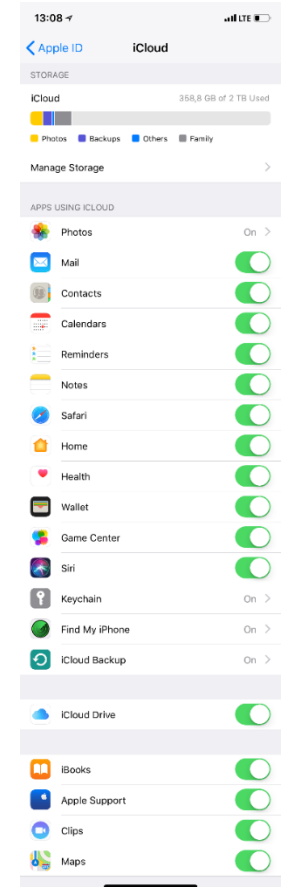 13:08 LTE
Apple ID iCloud
STORAGE
iCloud 358,8 GB of 2 TB Used
Photos Backups Others Family
Manage Storage
APPS USING ICLOUD
Photos On
Mail
Contacts
Calendars
Reminders
Notes
Safari
Home
Health
Wallet
Game Center
Siri
Keychain On
Find My iPhone On
iCloud Backup On
iCloud Drive
iBooks
Apple Support
Clips
Maps